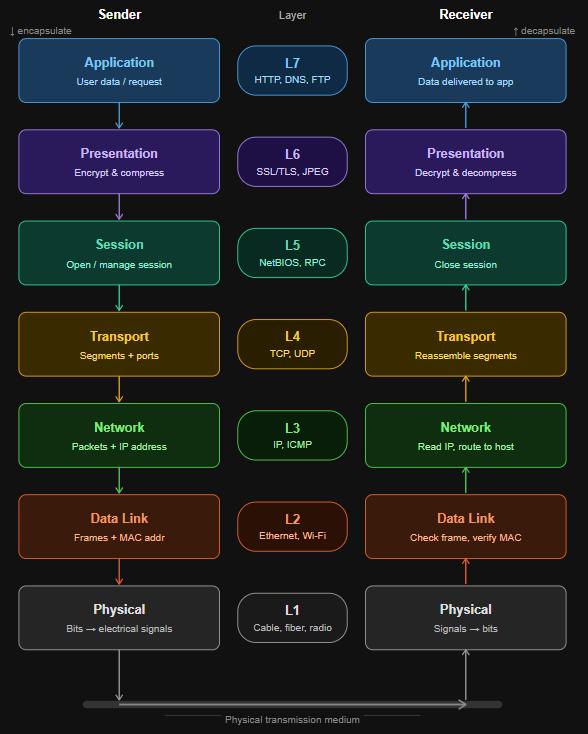 Sender
Layer
Receiver
↓ encapsulate
↑ decapsulate
Application
User data / request
L7
HTTP, DNS, FTP
Application
Data delivered to app
Presentation
Encrypt & compress
L6
SSL/TLS, JPEG
Presentation
Decrypt & decompress
Session
Open / manage session
L5
NetBIOS, RPC
Session
Close session
Transport
Segments + ports
L4
TCP, UDP
Transport
Reassemble segments
Network
Packets + IP address
L3
IP, ICMP
Network
Read IP, route to host
Data Link
Frames + MAC addr
L2
Ethernet, Wi-Fi
Data Link
Check frame, verify MAC
Physical
Bits → electrical signals
L1
Cable, fiber, radio
Physical
Signals → bits
Physical transmission medium